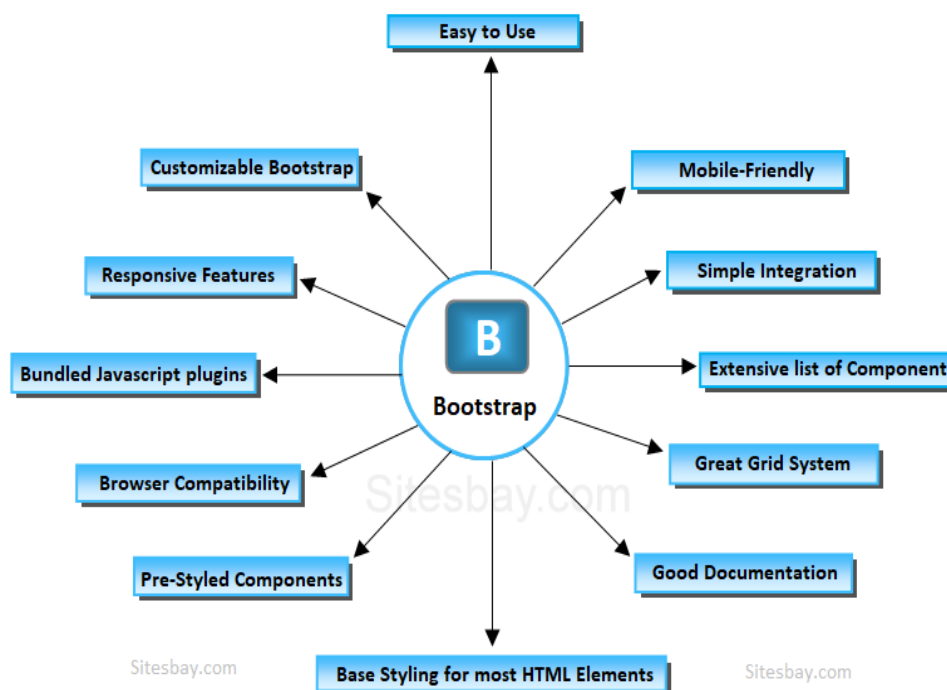 Easy to Use
Customizable Bootstrap
Mobile-Friendly
Responsive Features
Simple Integration
B
Bootstrap
Bundled Javascript plugins
Extensive list of Component
Great Grid System
Browser Compatibility
Sitesbay.com
Pre-Styled Components
Good Documentation
Base Styling for most HTML Elements
Sitesbay.com
Sitesbay.com